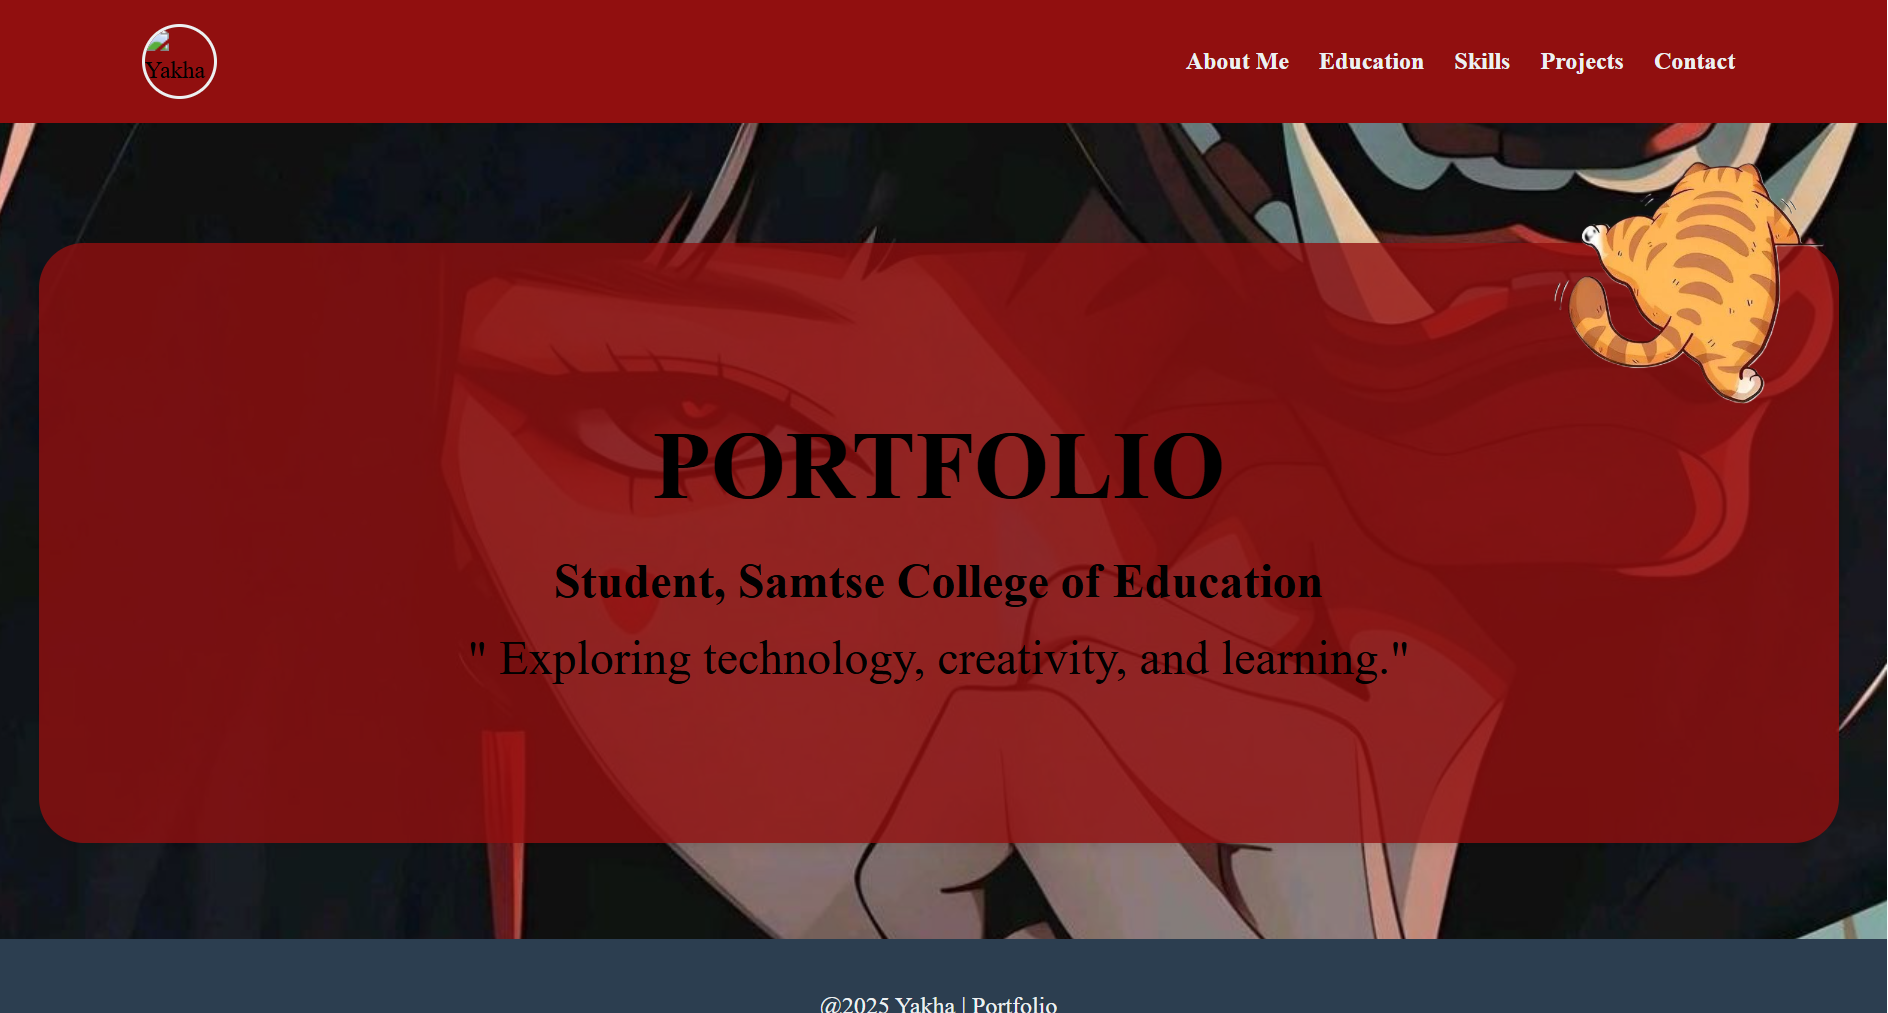 Yakha
About Me Education Skills Projects Contact
PORTFOLIO
Student, Samtse College of Education
" Exploring technology, creativity, and learning."
@2025 Yakha | Portfolio